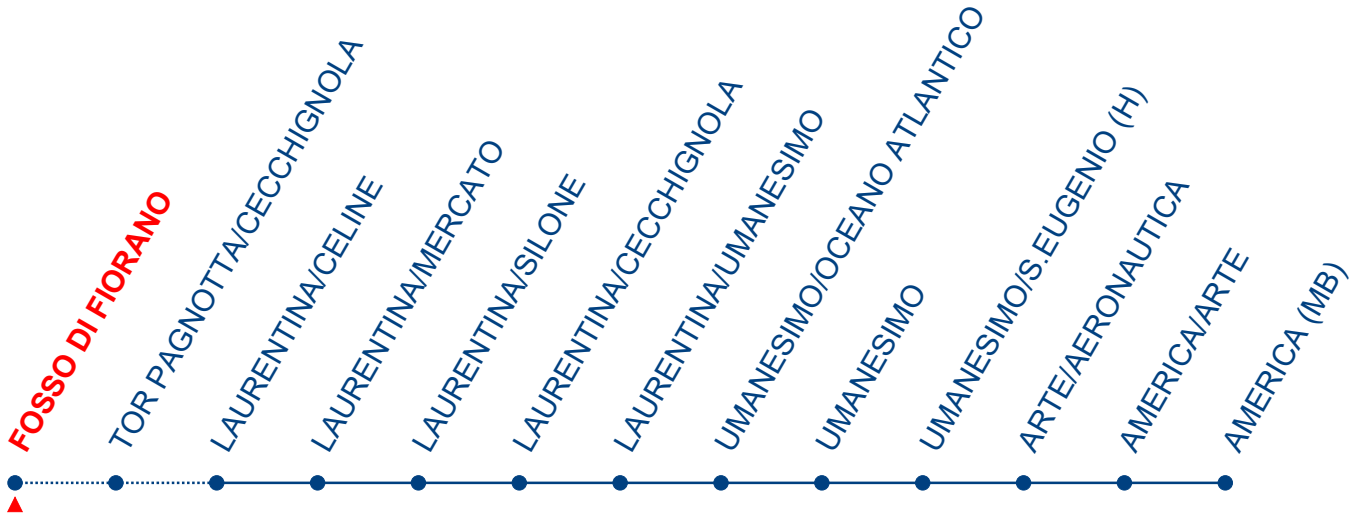 FOSSO DI FIORANO
TOR PAGNOTTA/CECCHIGNOLA
LAURENTINA/CELINE
LAURENTINA/MERCATO
LAURENTINA/SILONE
LAURENTINA/CECCHIGNOLA
LAURENTINA/UMANESIMO
UMANESIMO/OCEANO ATLANTICO
UMANESIMO
UMANESIMO/S.EUGENIO (H)
ARTE/AERONAUTICA
AMERICA/ARTE
AMERICA (MB)